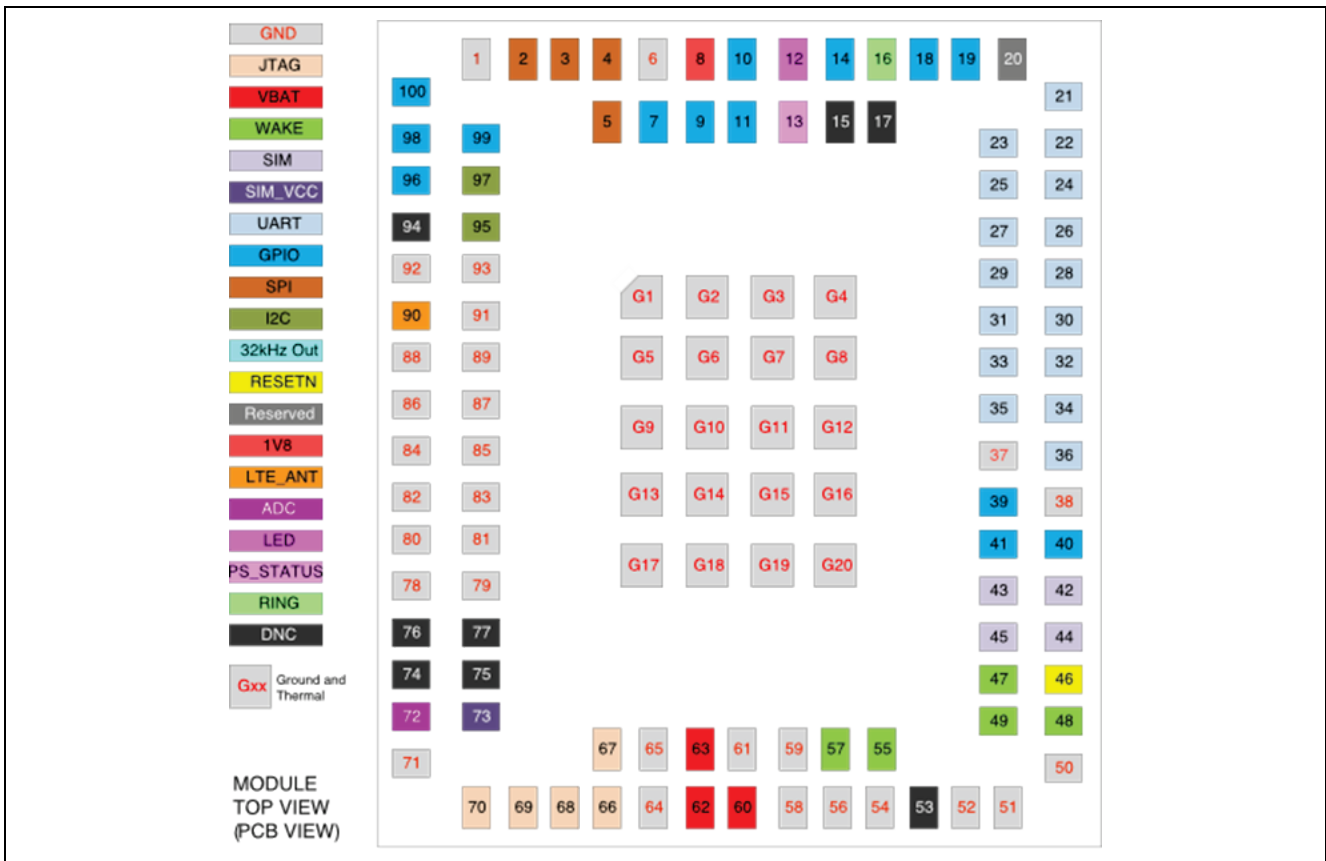 GND
JTAG
VBAT
WAKE
SIM
SIM_VCC
UART
GPIO
SPI
I2C
32kHz Out
RESETN
Reserved
1V8
LTE_ANT
ADC
LED
PS_STATUS
RING
DNC
Gxx Ground and
Thermal
MODULE
TOP VIEW
(PCB VIEW)
1 2 3 4 6 8 10 12 14 16 18 19 20
100 21
5 7 9 11 13 15 17
98 99 23 22
96 97 25 24
94 95 27 26
92 93 29 28
G1 G2 G3 G4
90 91 31 30
88 89 G5 G6 G7 G8 33 32
86 87 35 34
G9 G10 G11 G12
84 85 37 36
82 83 G13 G14 G15 G16 39 38
80 81 41 40
G17 G18 G19 G20
78 79 43 42
76 77 45 44
74 75 47 46
72 73 49 48
67 65 63 61 59 57 55
71 50
70 69 68 66 64 62 60 58 56 54 53 52 51